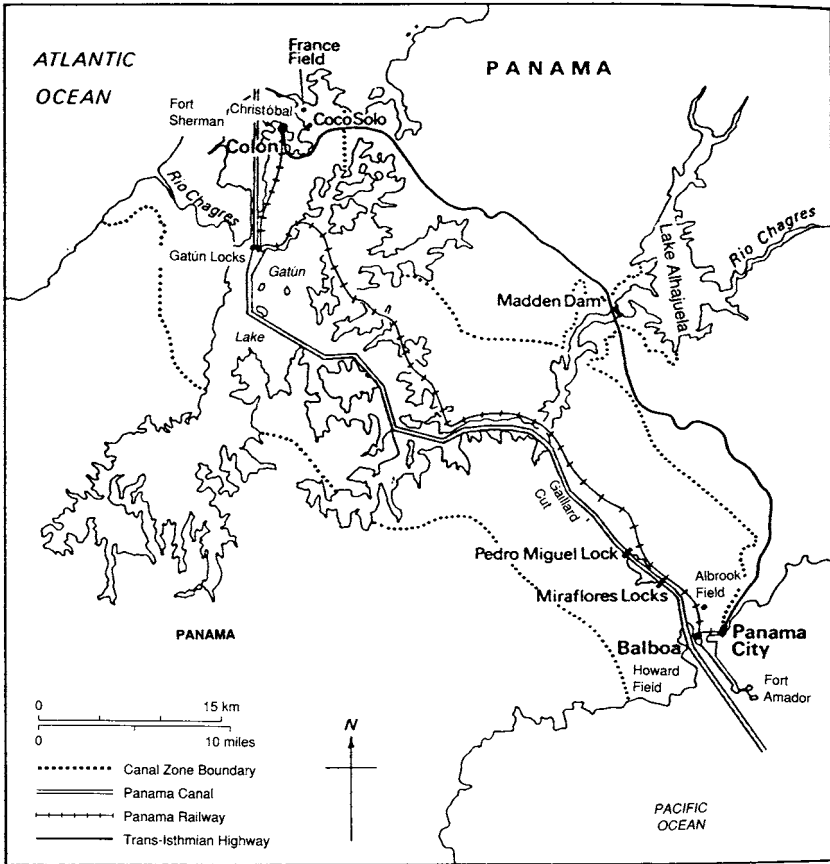 ATLANTIC
OCEAN
France
Field
PANAMA
Fort
Sherman
Christóbal
Coco Solo
Colón
Rio Chagres
Gatún Locks
Gatún
Lake
Madden Dam
Lake Alhajuela
Rio Chagres
Gaillard
Cut
Pedro Miguel Lock
Miraflores Locks
Albrook
Field
PANAMA
Balboa
Panama
City
Howard
Field
Fort
Amador
0 15 km
0 10 miles
N
Canal Zone Boundary
Panama Canal
Panama Railway
Trans-Isthmian Highway
PACIFIC
OCEAN